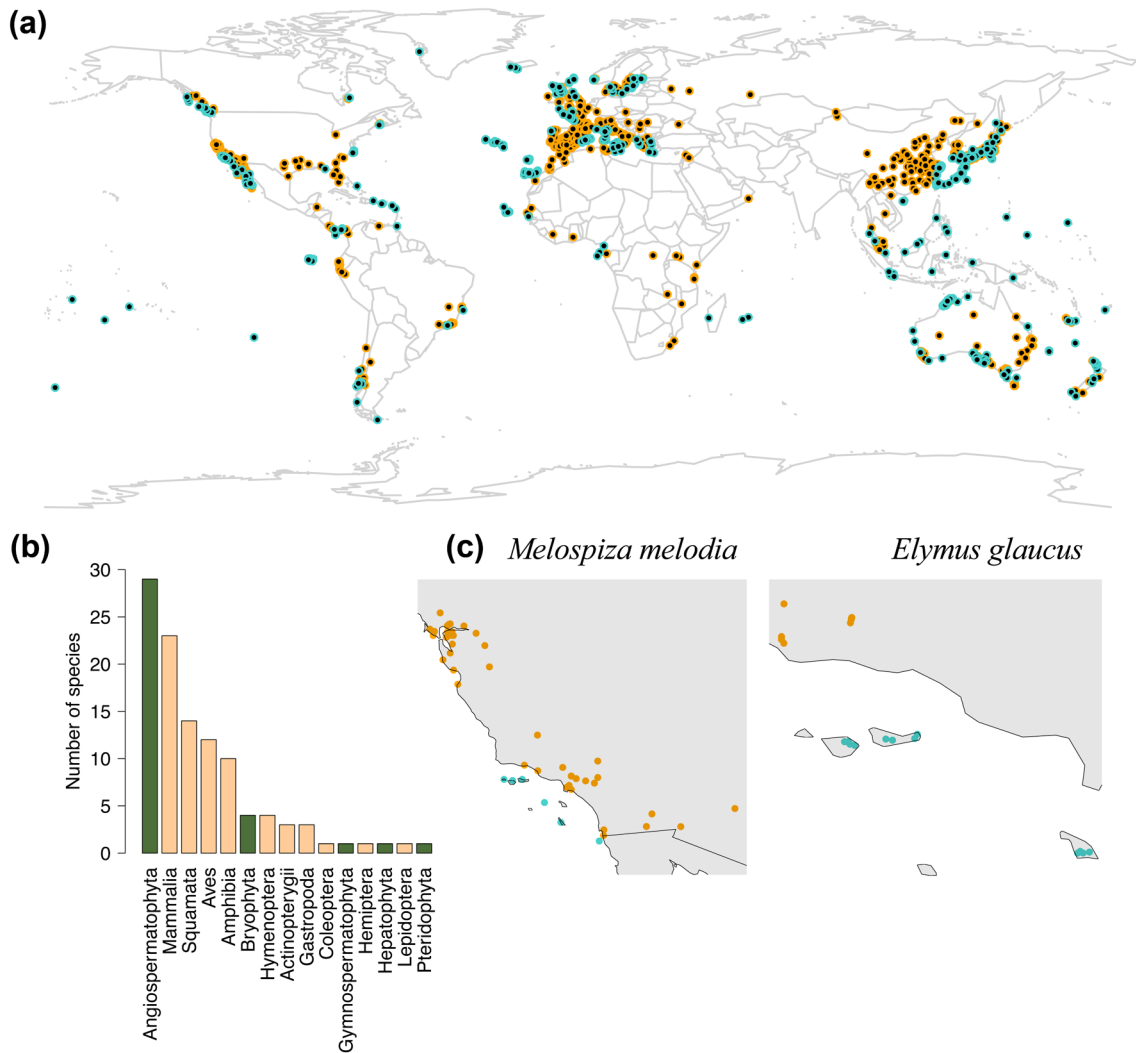 (a)
(b)
Number of species
30
25
20
15
10
5
0
Angiospermatophyta
Mammalia
Squamata
Aves
Amphibia
Bryophyta
Hymenoptera
Actinopterygii
Gastropoda
Coleoptera
Gymnospermatophyta
Hemiptera
Hepatophyta
Lepidoptera
Pteridophyta
(c) Melospiza melodia
Elymus glaucus